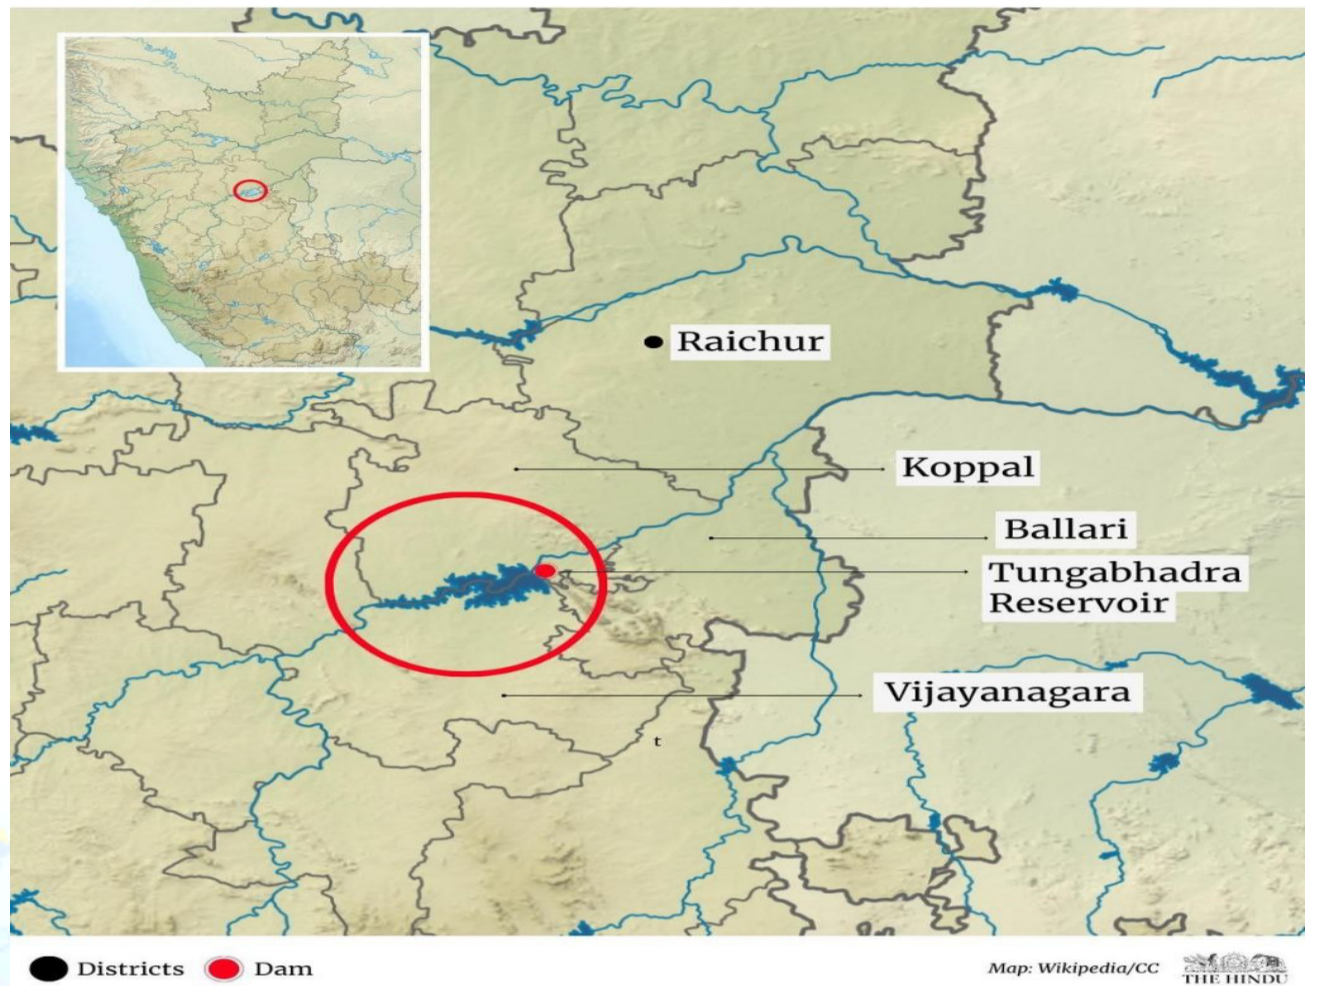 Raichur
Koppal
Ballari
Tungabhadra
Reservoir
Vijayanagara
t
Districts
Dam
Map: Wikipedia/CC
THE HINDU